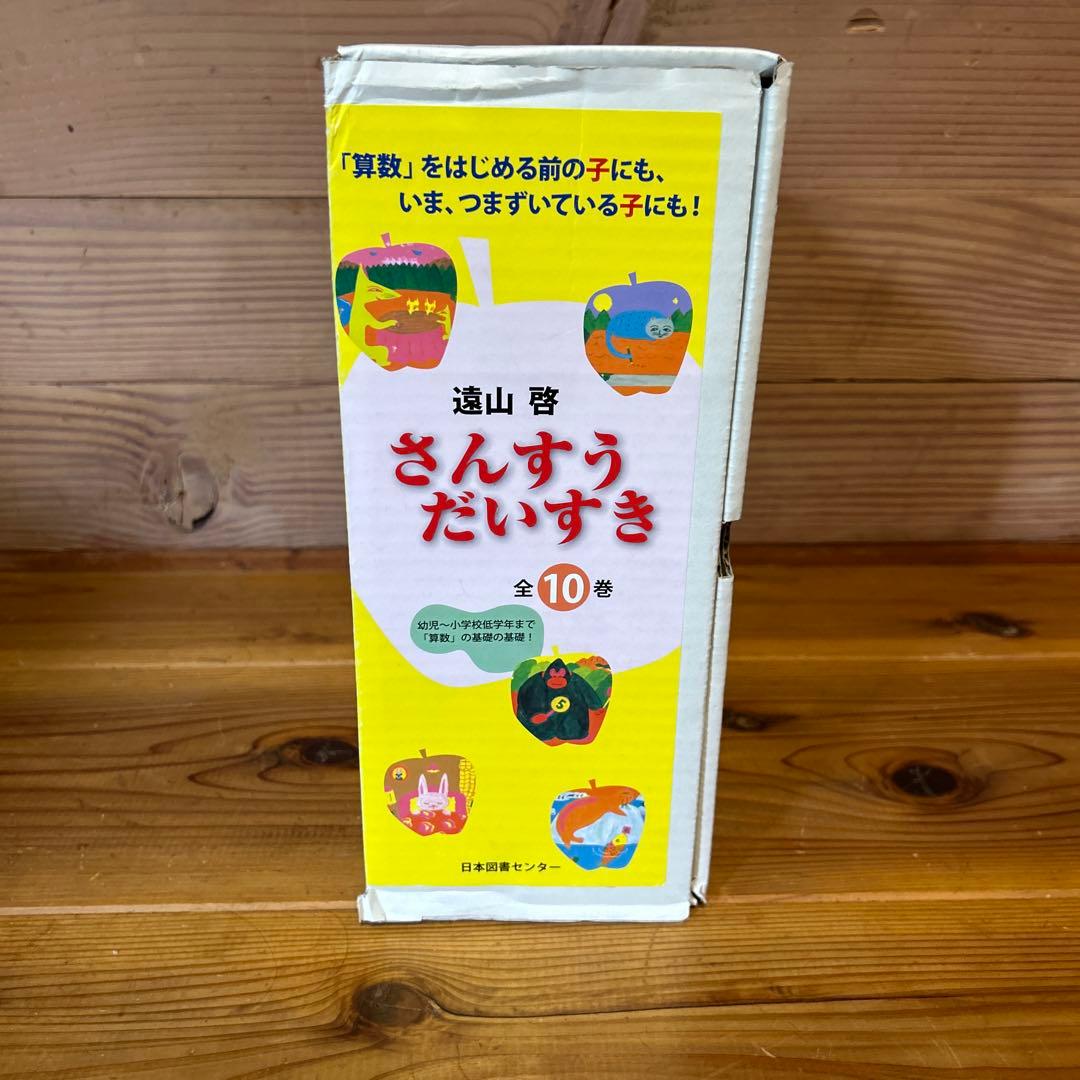 「算数」をはじめる前の子にも、
いま、つまずいている子にも!
遠山 啓
さんすう
だいすき
全10巻
幼児〜小学校低学年まで
「算数」の基礎の基礎!
5
日本図書センター